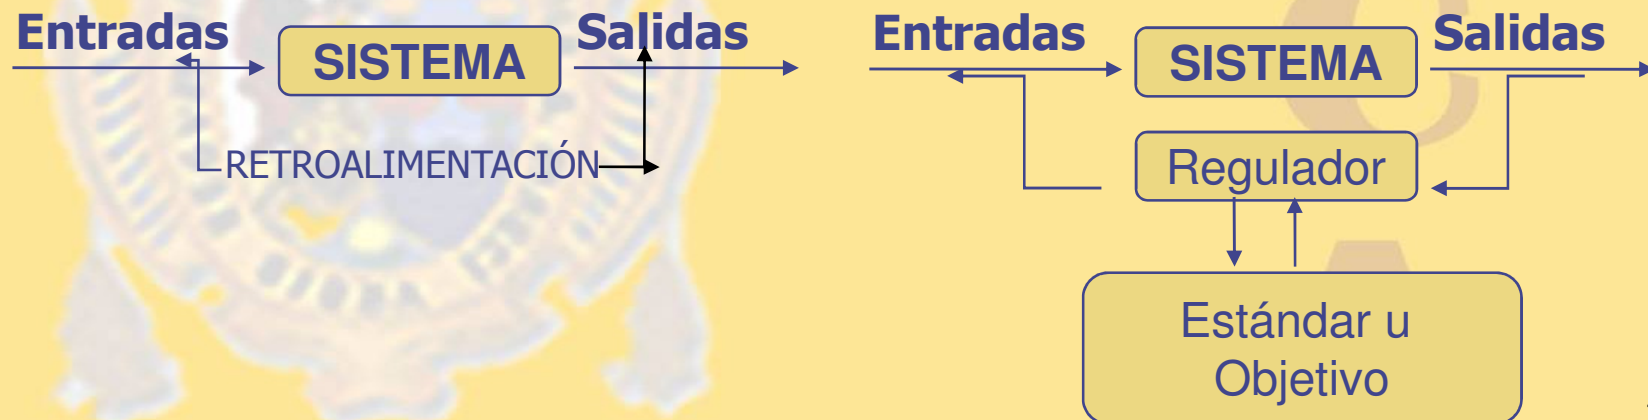 Entradas
SISTEMA
Salidas
RETROALIMENTACIÓN
Entradas
SISTEMA
Salidas
Regulador
Estándar u
Objetivo